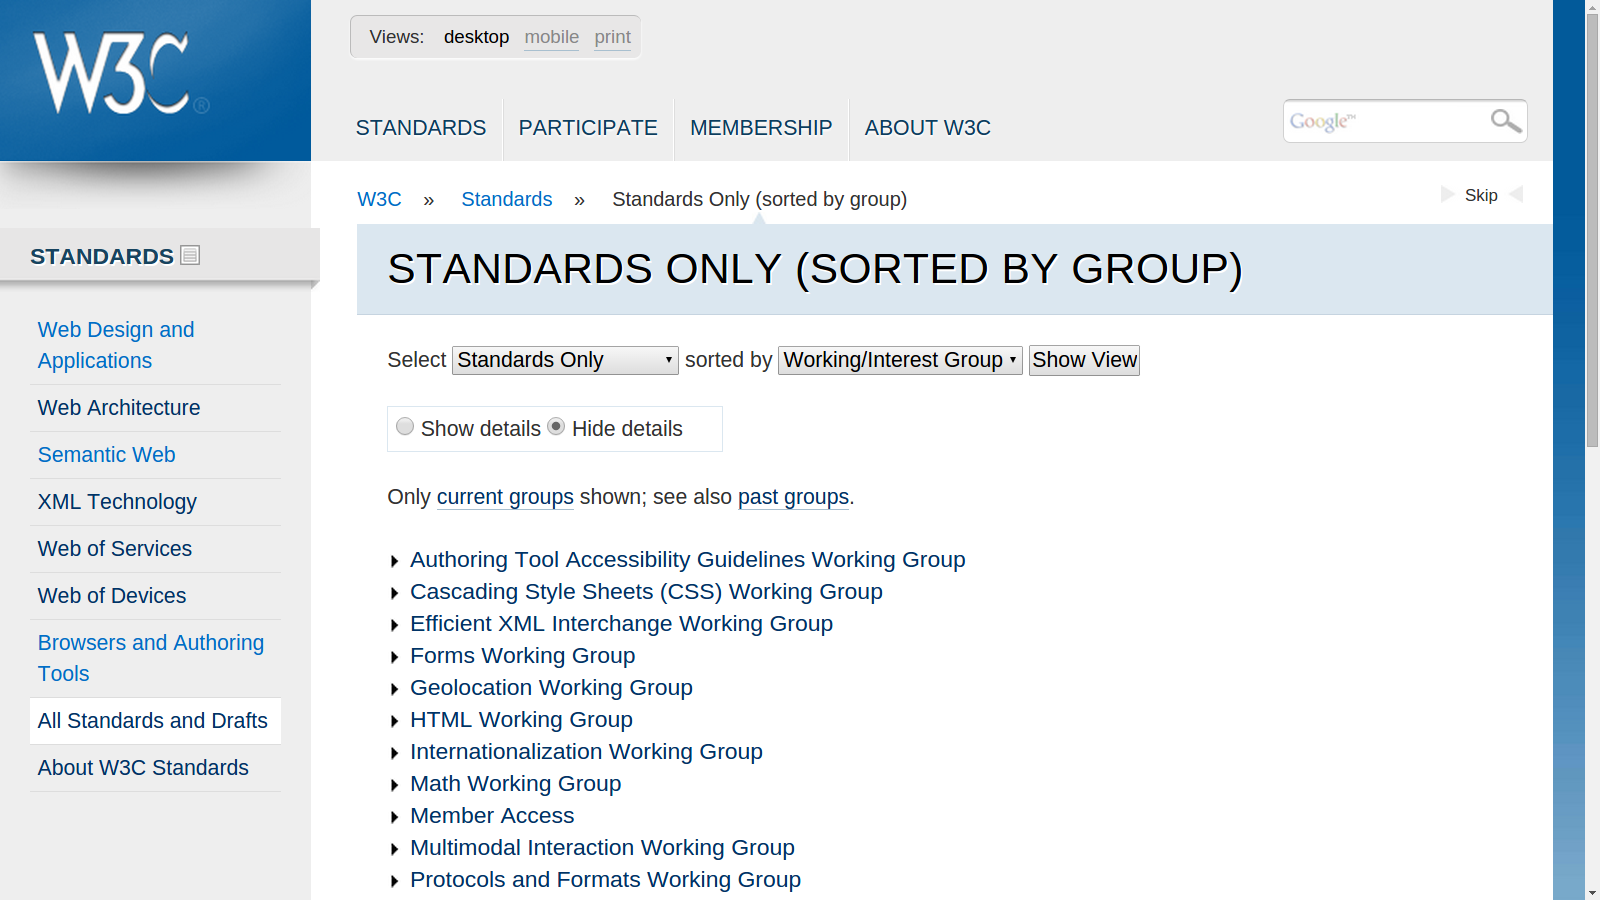 W3C®
Views: desktop mobile print
STANDARDS PARTICIPATE MEMBERSHIP ABOUT W3C
Google™
W3C » Standards » Standards Only (sorted by group)
Skip
STANDARDS
STANDARDS ONLY (SORTED BY GROUP)
Web Design and
Applications
Web Architecture
Semantic Web
XML Technology
Web of Services
Web of Devices
Browsers and Authoring
Tools
All Standards and Drafts
About W3C Standards
Select Standards Only sorted by Working/Interest Group Show View
Show details Hide details
Only current groups shown; see also past groups.
Authoring Tool Accessibility Guidelines Working Group
Cascading Style Sheets (CSS) Working Group
Efficient XML Interchange Working Group
Forms Working Group
Geolocation Working Group
HTML Working Group
Internationalization Working Group
Math Working Group
Member Access
Multimodal Interaction Working Group
Protocols and Formats Working Group